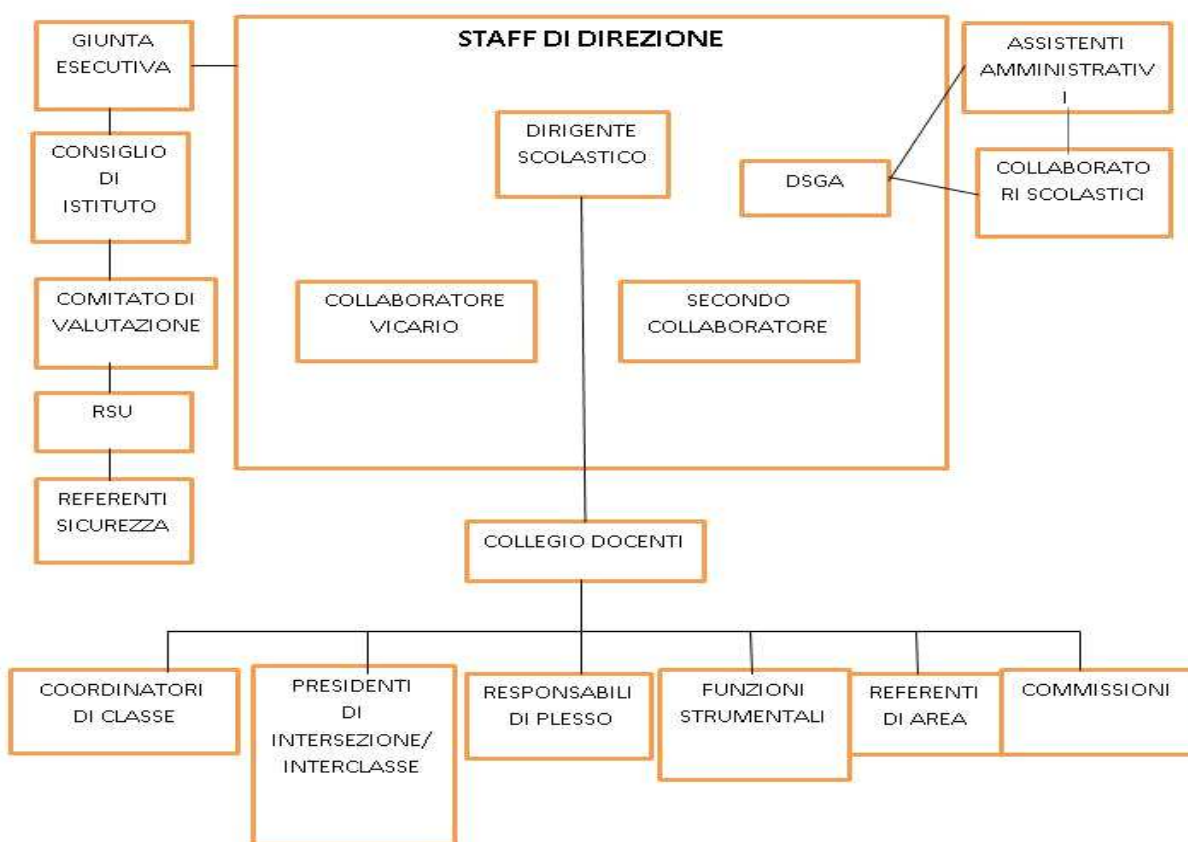 STAFF DI DIREZIONE
GIUNTA
ESECUTIVA
CONSIGLIO
DI
ISTITUTO
COMITATO DI
VALUTAZIONE
RSU
REFERENTI
SICUREZZA
DIRIGENTE
SCOLASTICO
DSGA
COLLABORATORE
VICARIO
SECONDO
COLLABORATORE
ASSISTENTI
AMMINISTRATIV
I
COLLABORATO
RI SCOLASTICI
COLLEGIO DOCENTI
COORDINATORI
DI CLASSE
PRESIDENTI
DI
INTERSEZIONE/
INTERCLASSE
RESPONSABILI
DI PLESSO
FUNZIONI
STRUMENTALI
REFERENTI
DI AREA
COMMISSIONI